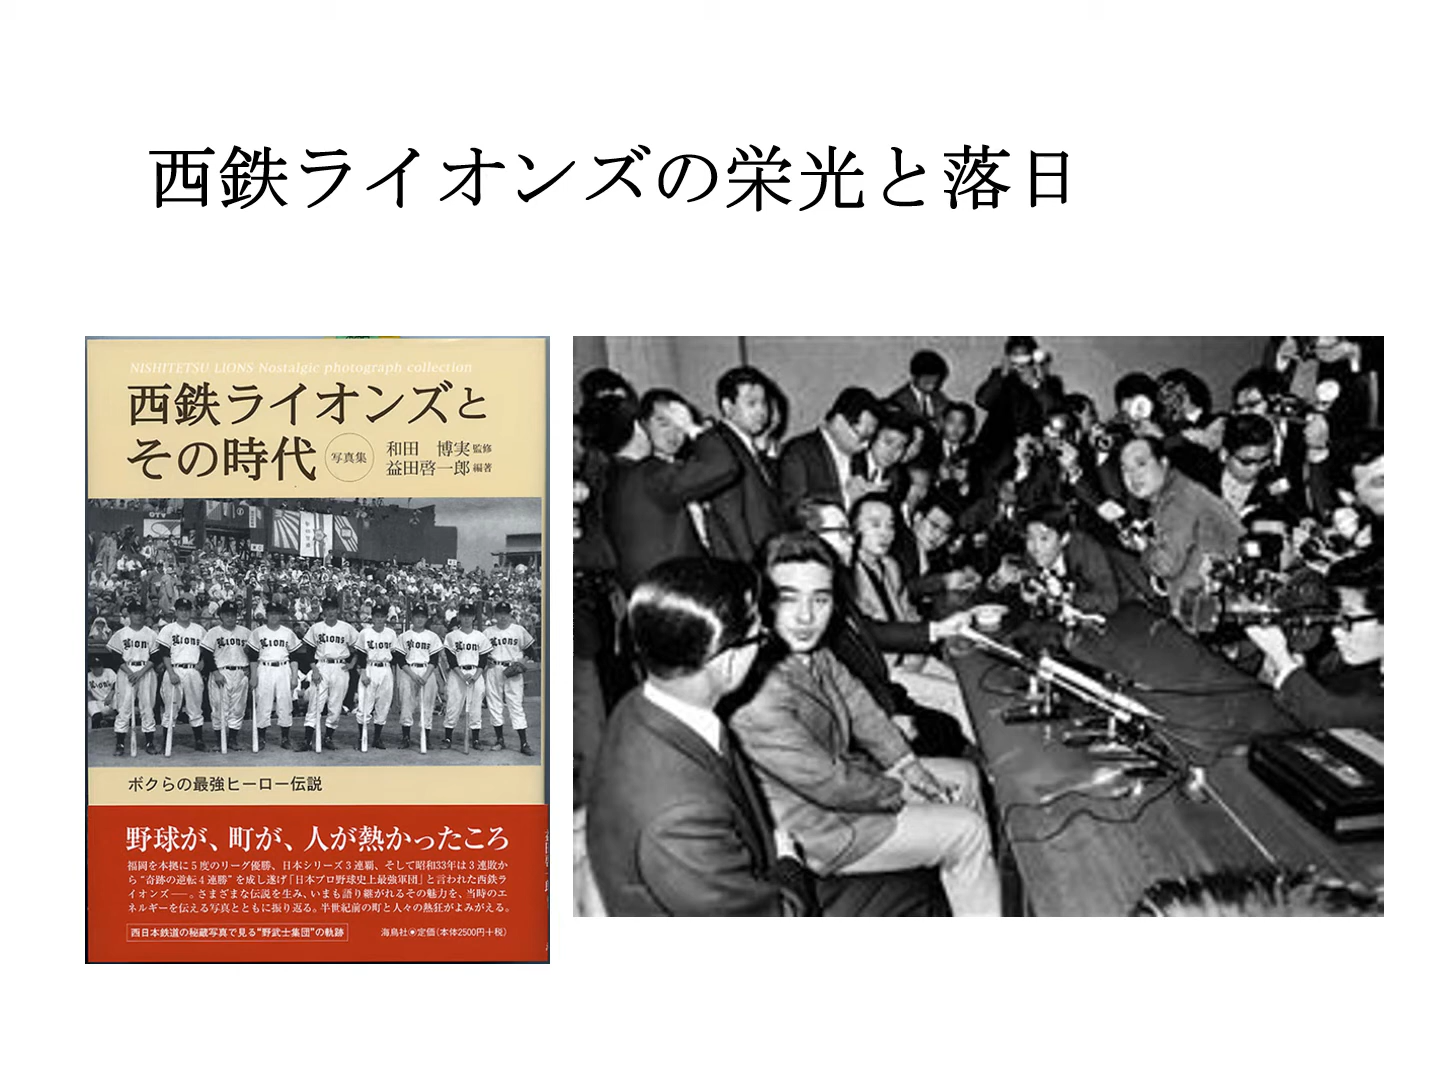 西鉄ライオンズの栄光と落日
NISHITETSU LIONS Nostalgic photograph collection
西鉄ライオンズと
その時代
写真集
和田 博実 監修
益田啓一郎 編著
OTV
Lions Lions Lions Lions Lions Lions Lions Lions Lions
Lions
ボクらの最強ヒーロー伝説
野球が、町が、人が熱かったころ
福岡を本拠に5度のリーグ優勝、日本シリーズ3連覇、そして昭和33年は3連敗か
ら“奇跡の逆転4連勝”を成し遂げ「日本プロ野球史上最強軍団」と言われた西鉄ラ
イオンズ――。さまざまな伝説を生み、いまも語り継がれるその魅力を、当時のエ
ネルギーを伝える写真とともに振り返る。半世紀前の町と人々の熱狂がよみがえる。
西日本鉄道の秘蔵写真で見る“野武士集団”の軌跡
海鳥社◉定価(本体2500円+税)